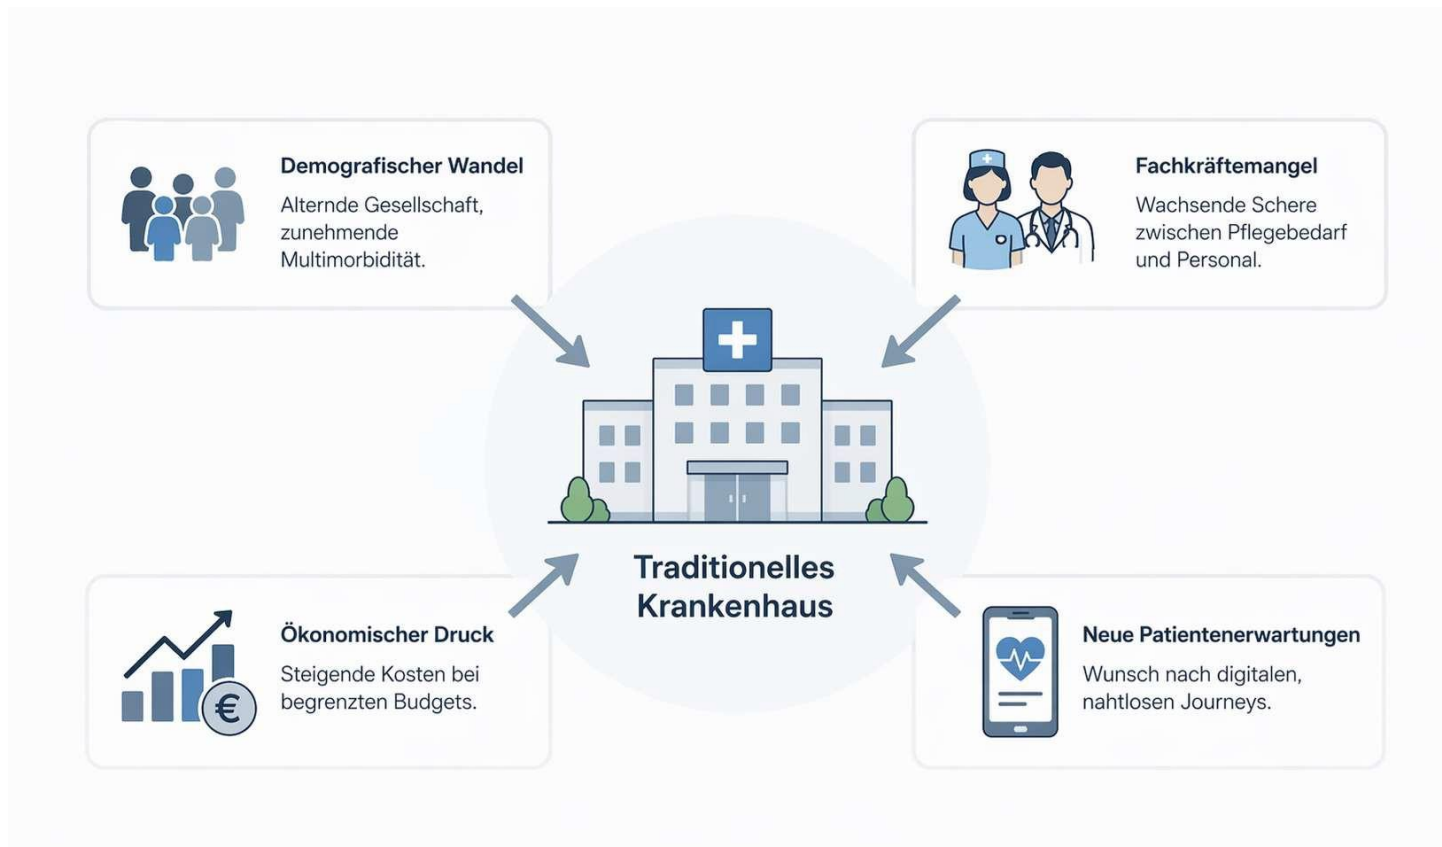 Demografischer Wandel
Alternde Gesellschaft,
zunehmende
Multimorbidität.
Fachkräftemangel
Wachsende Schere
zwischen Pflegebedarf
und Personal.
Traditionelles
Krankenhaus
Ökonomischer Druck
Steigende Kosten bei
begrenzten Budgets.
€
Neue Patientenerwartungen
Wunsch nach digitalen,
nahtlosen Journeys.